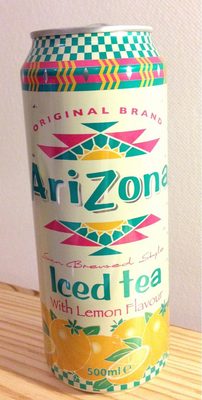 ORIGINAL BRAND
AriZona
Sun Brewed Style
Iced tea
with Lemon Flavour
500ml e